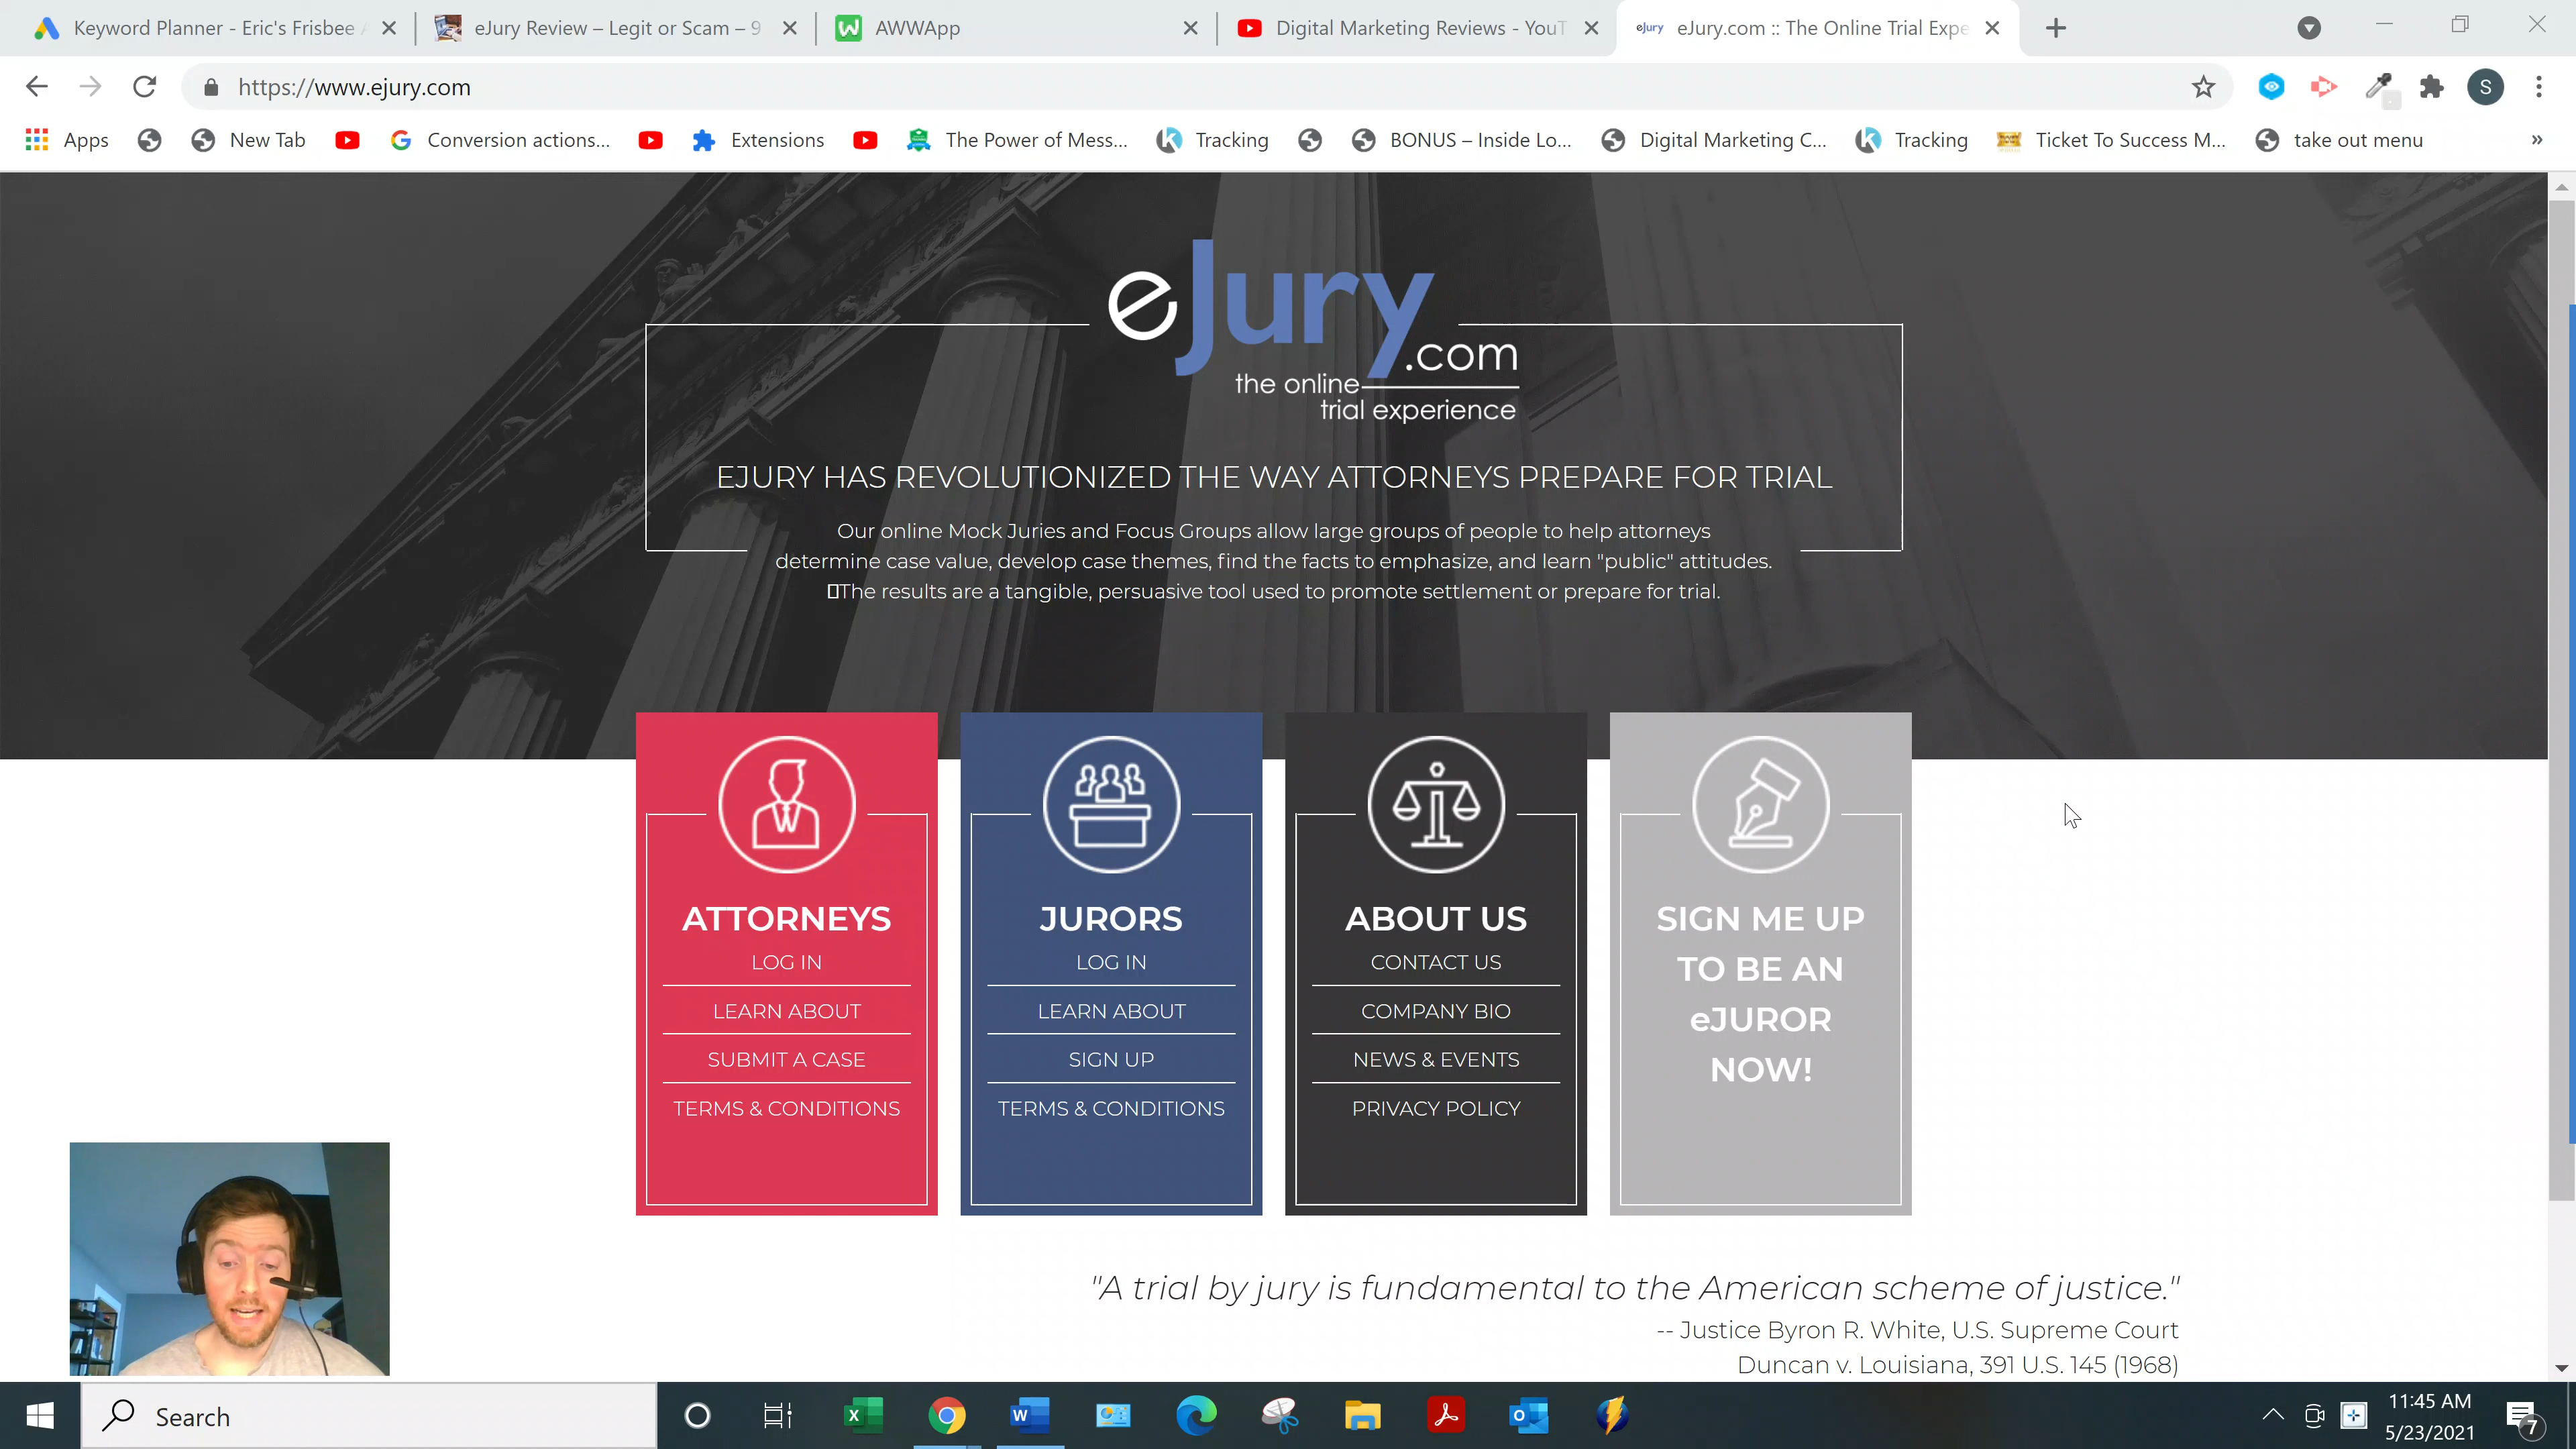 Keyword Planner - Eric's Frisbee A
eJury Review – Legit or Scam – 9
AWWApp
Digital Marketing Reviews - YouT
eJury eJury.com :: The Online Trial Expe
https://www.ejury.com
S
Apps
New Tab
Conversion actions...
Extensions
The Power of Mess...
Tracking
BONUS – Inside Lo...
Digital Marketing C...
Tracking
Ticket To Success M...
take out menu
»
eJury.com
the online
trial experience
EJURY HAS REVOLUTIONIZED THE WAY ATTORNEYS PREPARE FOR TRIAL
Our online Mock Juries and Focus Groups allow large groups of people to help attorneys
determine case value, develop case themes, find the facts to emphasize, and learn "public" attitudes.
The results are a tangible, persuasive tool used to promote settlement or prepare for trial.
ATTORNEYS
LOG IN
LEARN ABOUT
SUBMIT A CASE
TERMS & CONDITIONS
JURORS
LOG IN
LEARN ABOUT
SIGN UP
TERMS & CONDITIONS
ABOUT US
CONTACT US
COMPANY BIO
NEWS & EVENTS
PRIVACY POLICY
SIGN ME UP
TO BE AN
eJUROR
NOW!
"A trial by jury is fundamental to the American scheme of justice."
-- Justice Byron R. White, U.S. Supreme Court
Duncan v. Louisiana, 391 U.S. 145 (1968)
Search
11:45 AM
5/23/2021
7